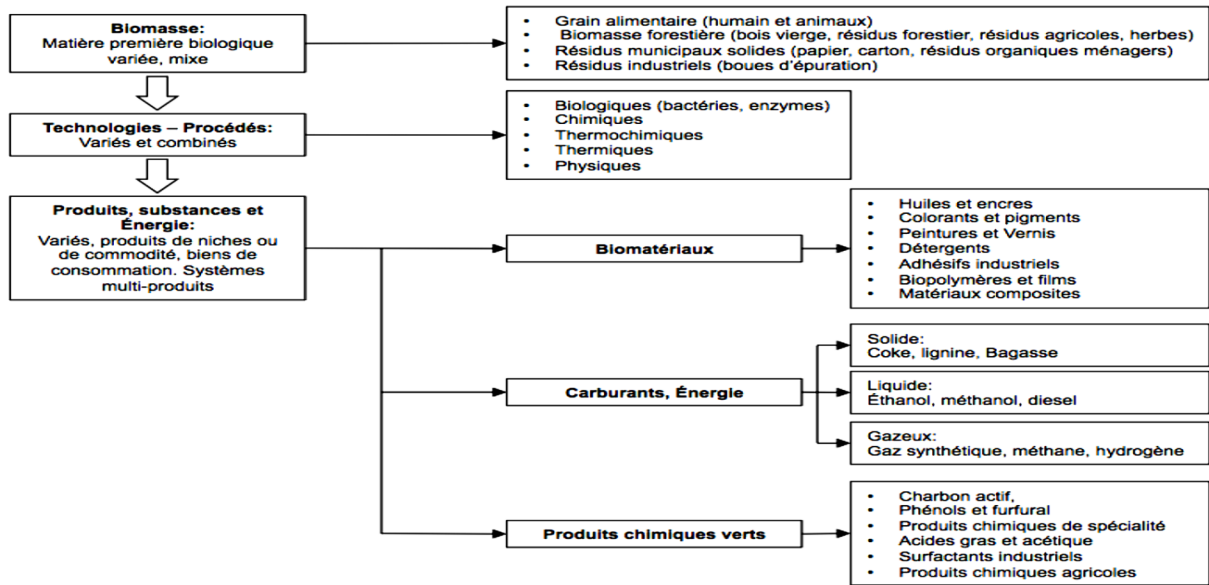 Biomasse:
Matière première biologique
variée, mixe
• Grain alimentaire (humain et animaux)
• Biomasse forestière (bois vierge, résidus forestier, résidus agricoles, herbes)
• Résidus municipaux solides (papier, carton, résidus organiques ménagers)
• Résidus industriels (boues d'épuration)
Technologies – Procédés:
Variés et combinés
• Biologiques (bactéries, enzymes)
• Chimiques
• Thermochimiques
• Thermiques
• Physiques
Produits, substances et
Énergie:
Variés, produits de niches ou
de commodité, biens de
consommation. Systèmes
multi-produits
Biomatériaux
• Huiles et encres
• Colorants et pigments
• Peintures et Vernis
• Détergents
• Adhésifs industriels
• Biopolymères et films
• Matériaux composites
Carburants, Énergie
Solide:
Coke, lignine, Bagasse
Liquide:
Éthanol, méthanol, diesel
Gazeux:
Gaz synthétique, méthane, hydrogène
Produits chimiques verts
• Charbon actif,
• Phénols et furfural
• Produits chimiques de spécialité
• Acides gras et acétique
• Surfactants industriels
• Produits chimiques agricoles